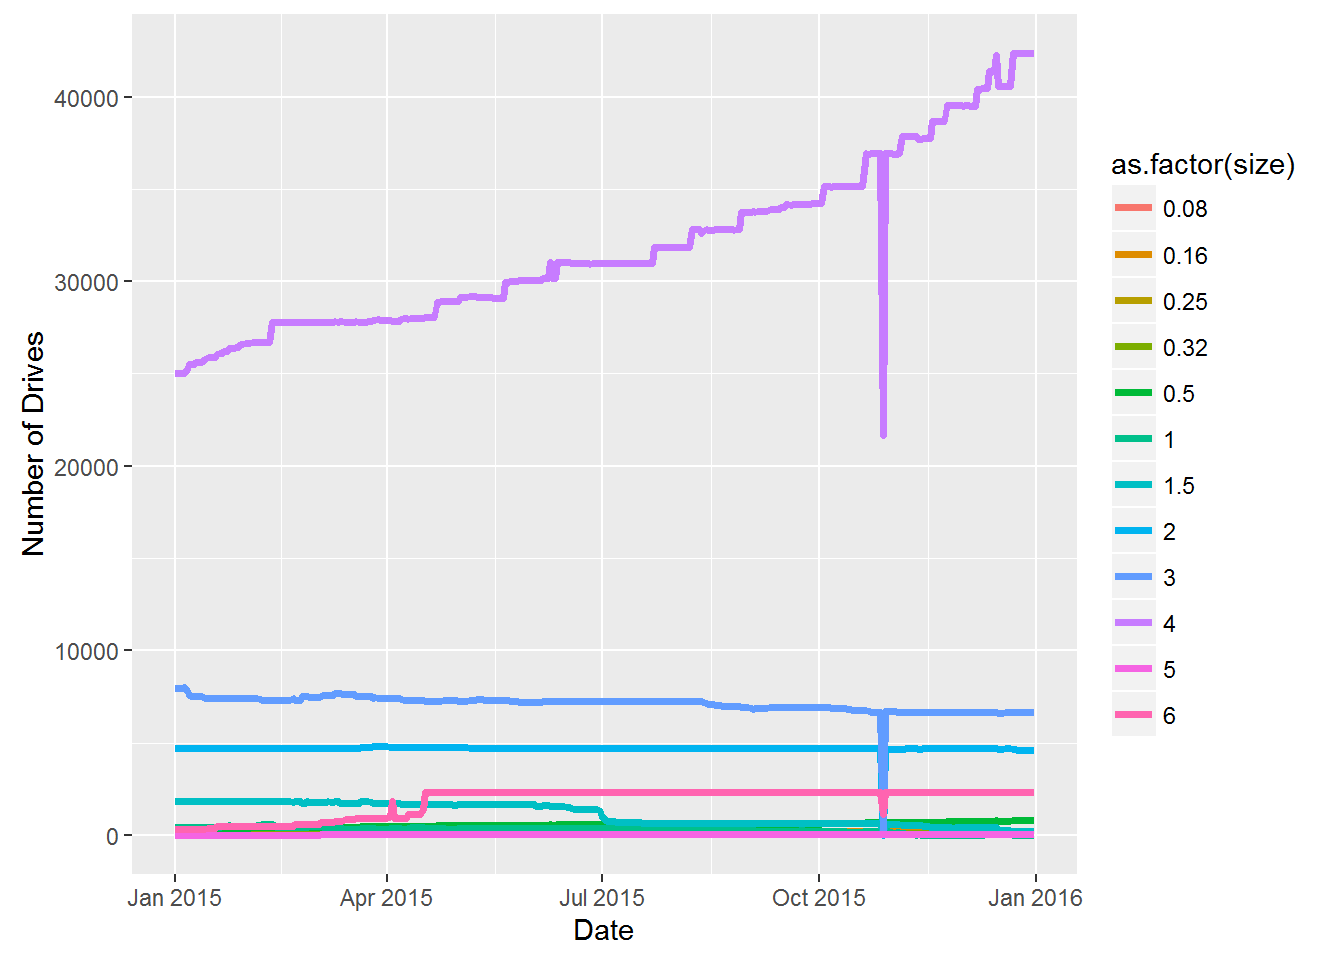 40000
30000
20000
10000
0
Number of Drives
Jan 2015
Apr 2015
Jul 2015
Oct 2015
Jan 2016
Date
as.factor(size)
0.08
0.16
0.25
0.32
0.5
1
1.5
2
3
4
5
6